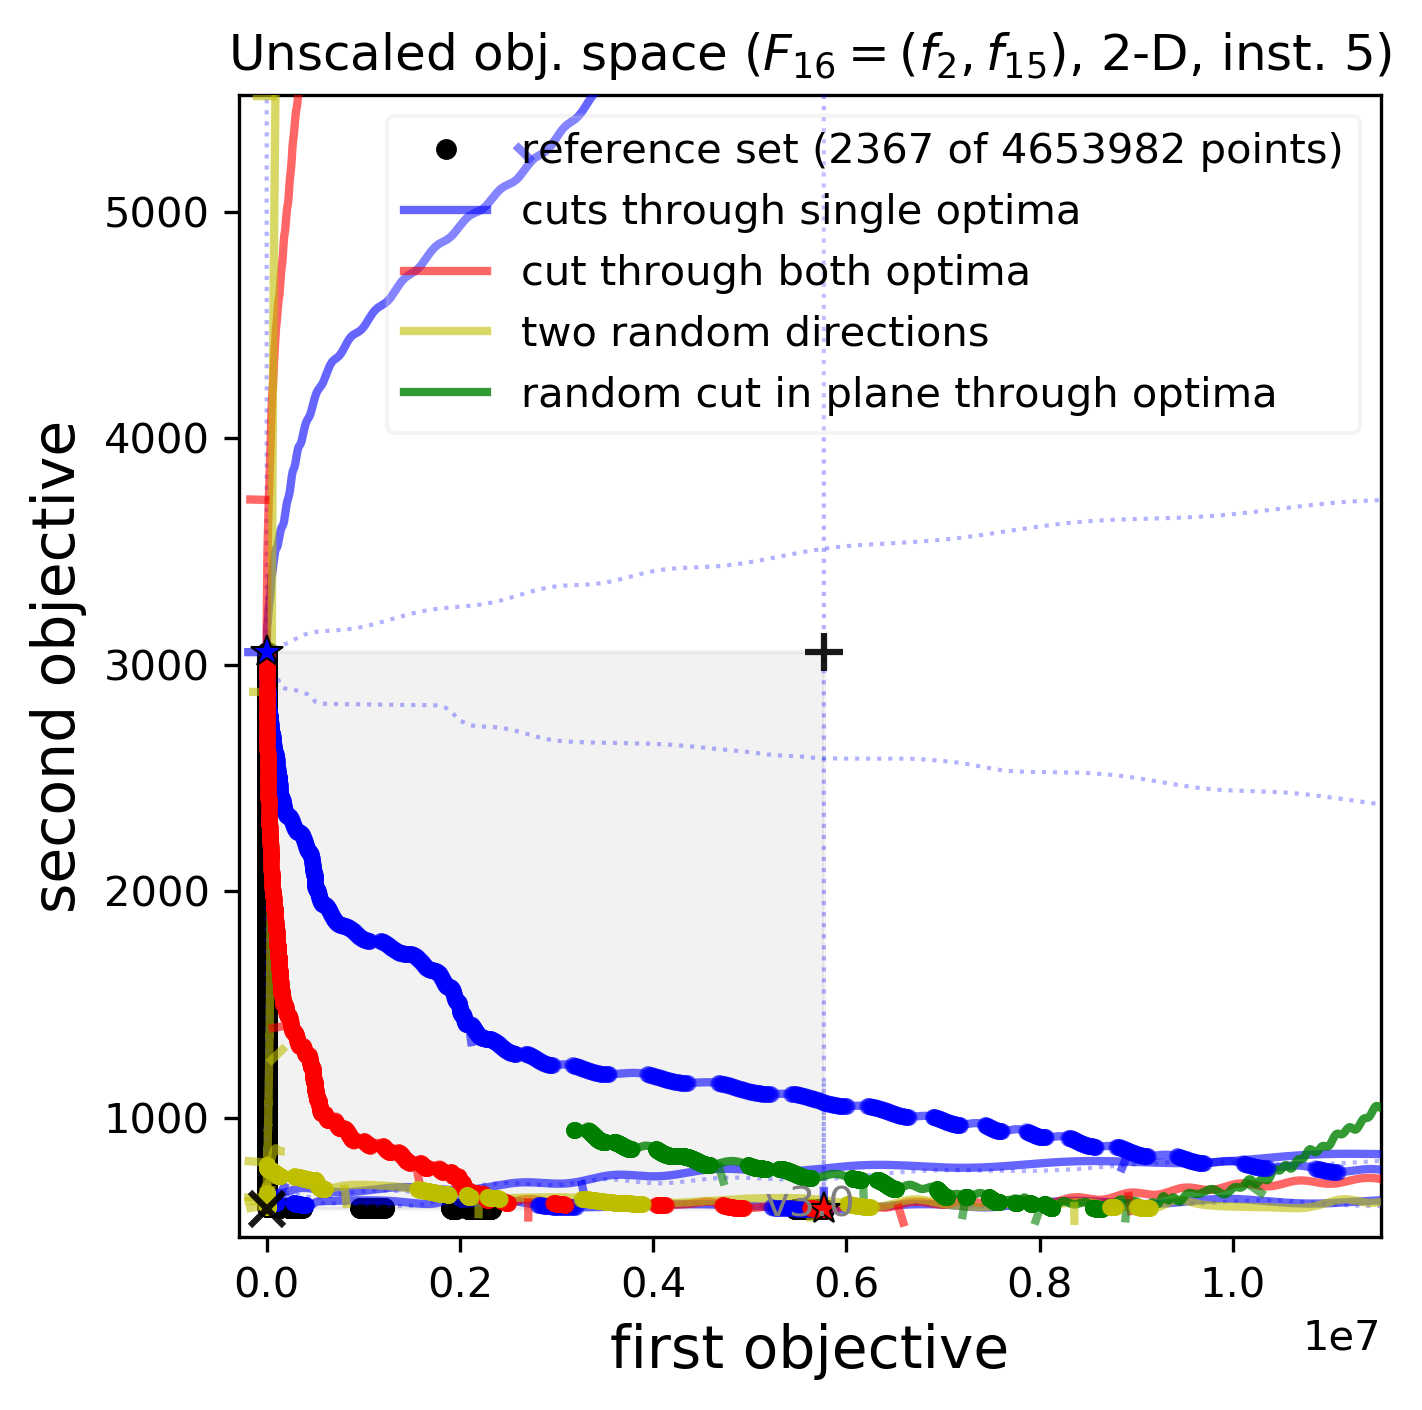 Unscaled obj. space (F₁₆ = (f₂, f₁₅), 2-D, inst. 5)
reference set (2367 of 4653982 points)
cuts through single optima
cut through both optima
two random directions
random cut in plane through optima
5000
4000
3000
2000
1000
second objective
v3.0
0.0 0.2 0.4 0.6 0.8 1.0
1e7
first objective